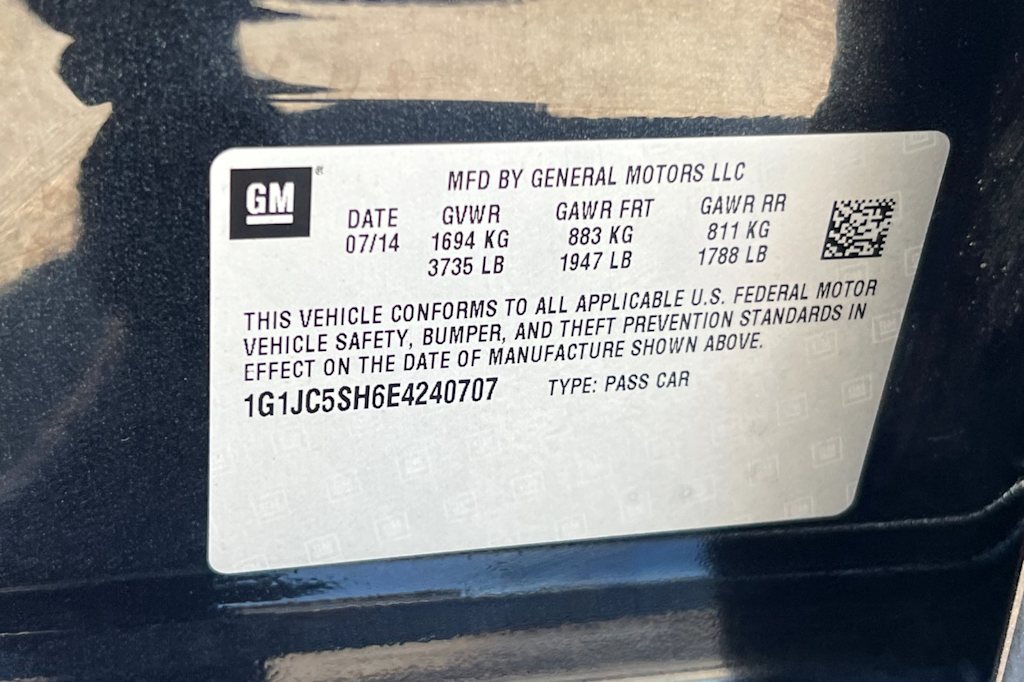 GM®
MFD BY GENERAL MOTORS LLC
DATE GVWR GAWR FRT GAWR RR
07/14 1694 KG 883 KG 811 KG
3735 LB 1947 LB 1788 LB
THIS VEHICLE CONFORMS TO ALL APPLICABLE U.S. FEDERAL MOTOR
VEHICLE SAFETY, BUMPER, AND THEFT PREVENTION STANDARDS IN
EFFECT ON THE DATE OF MANUFACTURE SHOWN ABOVE.
1G1JC5SH6E4240707 TYPE: PASS CAR